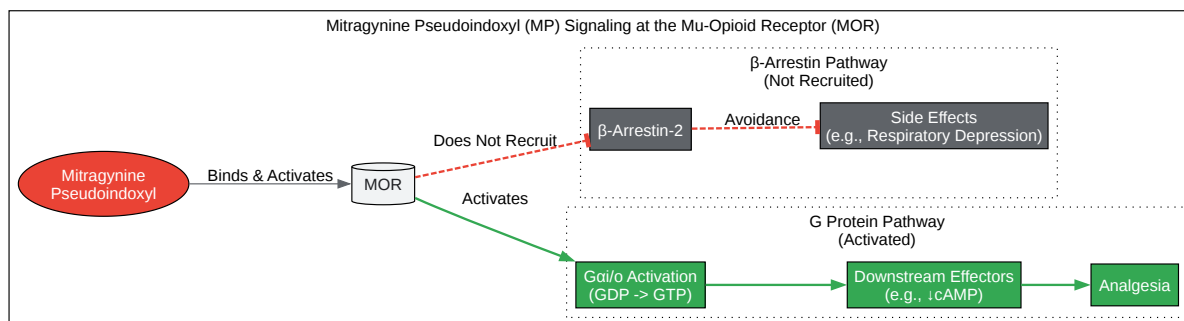 Mitragynine Pseudoindoxyl (MP) Signaling at the Mu-Opioid Receptor (MOR)
β-Arrestin Pathway
(Not Recruited)
β-Arrestin-2
Avoidance
Side Effects
(e.g., Respiratory Depression)
Does Not Recruit
Mitragynine
Pseudoindoxyl
Binds & Activates
MOR
Activates
G Protein Pathway
(Activated)
Gαi/o Activation
(GDP -> GTP)
Downstream Effectors
(e.g., ↓cAMP)
Analgesia